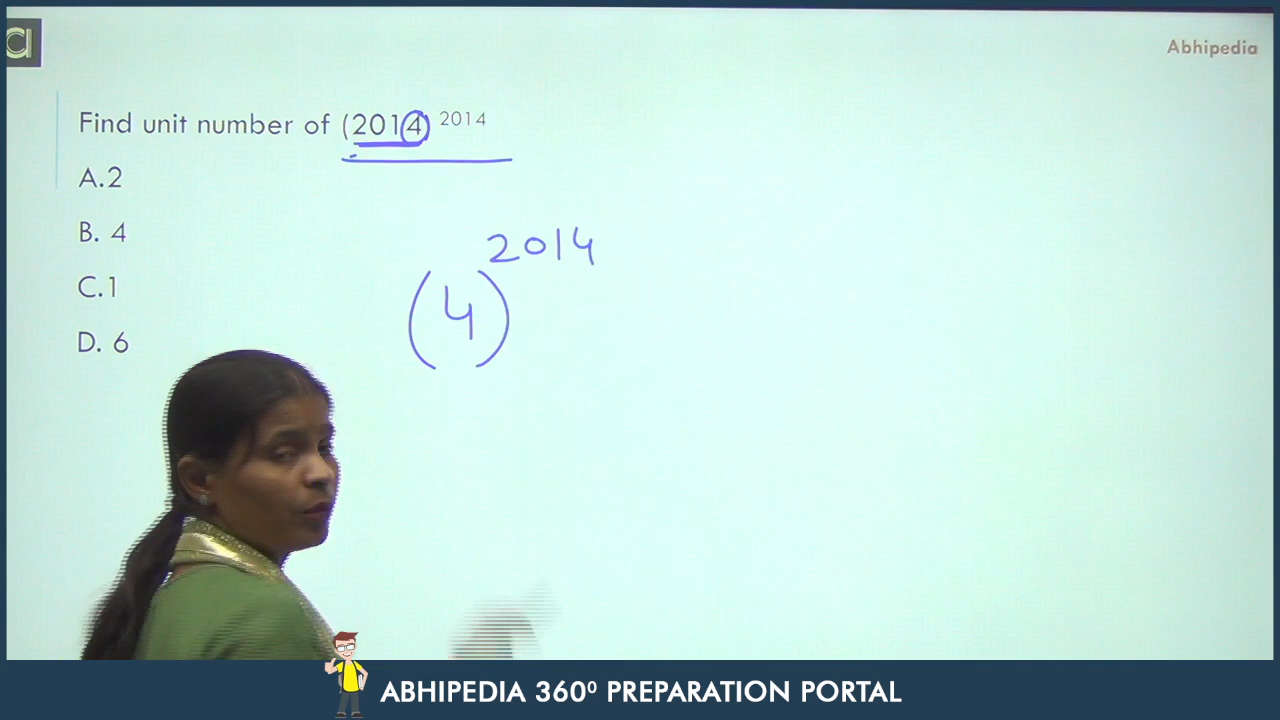 Abhipedia
Find unit number of (2014) 2014
A.2
B. 4
C.1
D. 6
(4)2014
ABHIPEDIA 360⁰ PREPARATION PORTAL